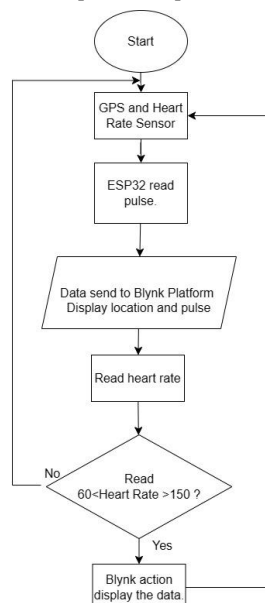 Start
GPS and Heart
Rate Sensor
ESP32 read
pulse.
Data send to Blynk Platform
Display location and pulse
Read heart rate
No
Read
60<Heart Rate >150 ?
Yes
Blynk action
display the data.